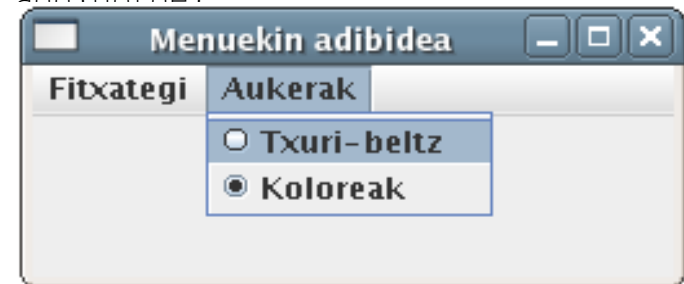 Menuekin adibidea
Fitxategi Aukerak
Txuri-beltz
Koloreak